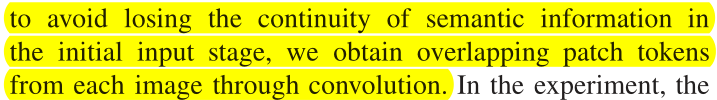 to avoid losing the continuity of semantic information in
the initial input stage, we obtain overlapping patch tokens
from each image through convolution. In the experiment, the